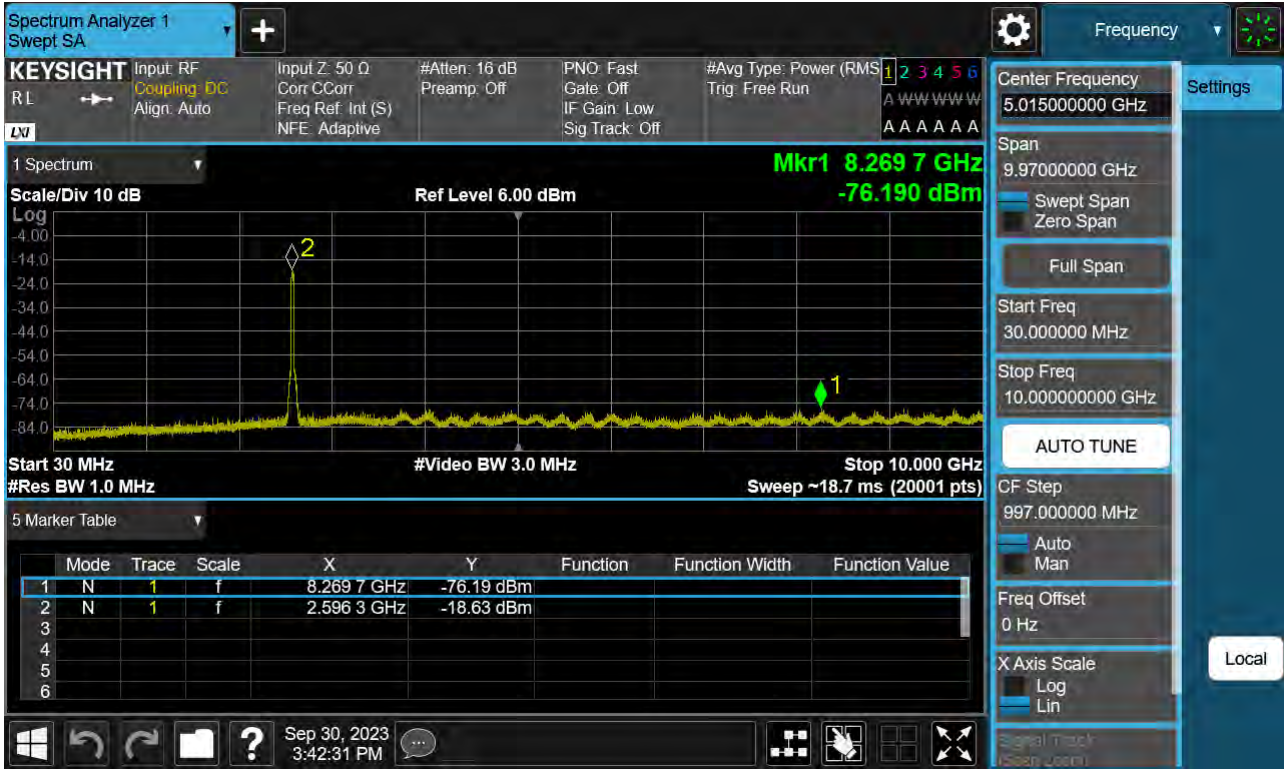 Spectrum Analyzer 1
Swept SA
+
Frequency
KEYSIGHT
R L
LXI
Input: RF
Coupling: DC
Align: Auto
Input Z: 50 Ω
Corr CCorr
Freq Ref: Int (S)
NFE: Adaptive
#Atten: 16 dB
Preamp: Off
PNO: Fast
Gate: Off
IF Gain: Low
Sig Track: Off
#Avg Type: Power (RMS
Trig: Free Run
1 2 3 4 5 6
A W W W W W
A A A A A A
1 Spectrum
Mkr1 8.269 7 GHz
Scale/Div 10 dB
Ref Level 6.00 dBm
-76.190 dBm
Log
-4.00
-14.0
-24.0
-34.0
-44.0
-54.0
-64.0
-74.0
-84.0
2
1
Start 30 MHz
#Video BW 3.0 MHz
Stop 10.000 GHz
#Res BW 1.0 MHz
Sweep ~18.7 ms (20001 pts)
5 Marker Table
Mode Trace Scale X Y Function Function Width Function Value
1 N 1 f 8.269 7 GHz -76.19 dBm
2 N 1 f 2.596 3 GHz -18.63 dBm
3
4
5
6
Center Frequency
5.015000000 GHz
Settings
Span
9.97000000 GHz
Swept Span
Zero Span
Full Span
Start Freq
30.000000 MHz
Stop Freq
10.000000000 GHz
AUTO TUNE
CF Step
997.000000 MHz
Auto
Man
Freq Offset
0 Hz
X Axis Scale
Log
Lin
Local
Signal Track
(Span Zoom)
?
Sep 30, 2023
3:42:31 PM